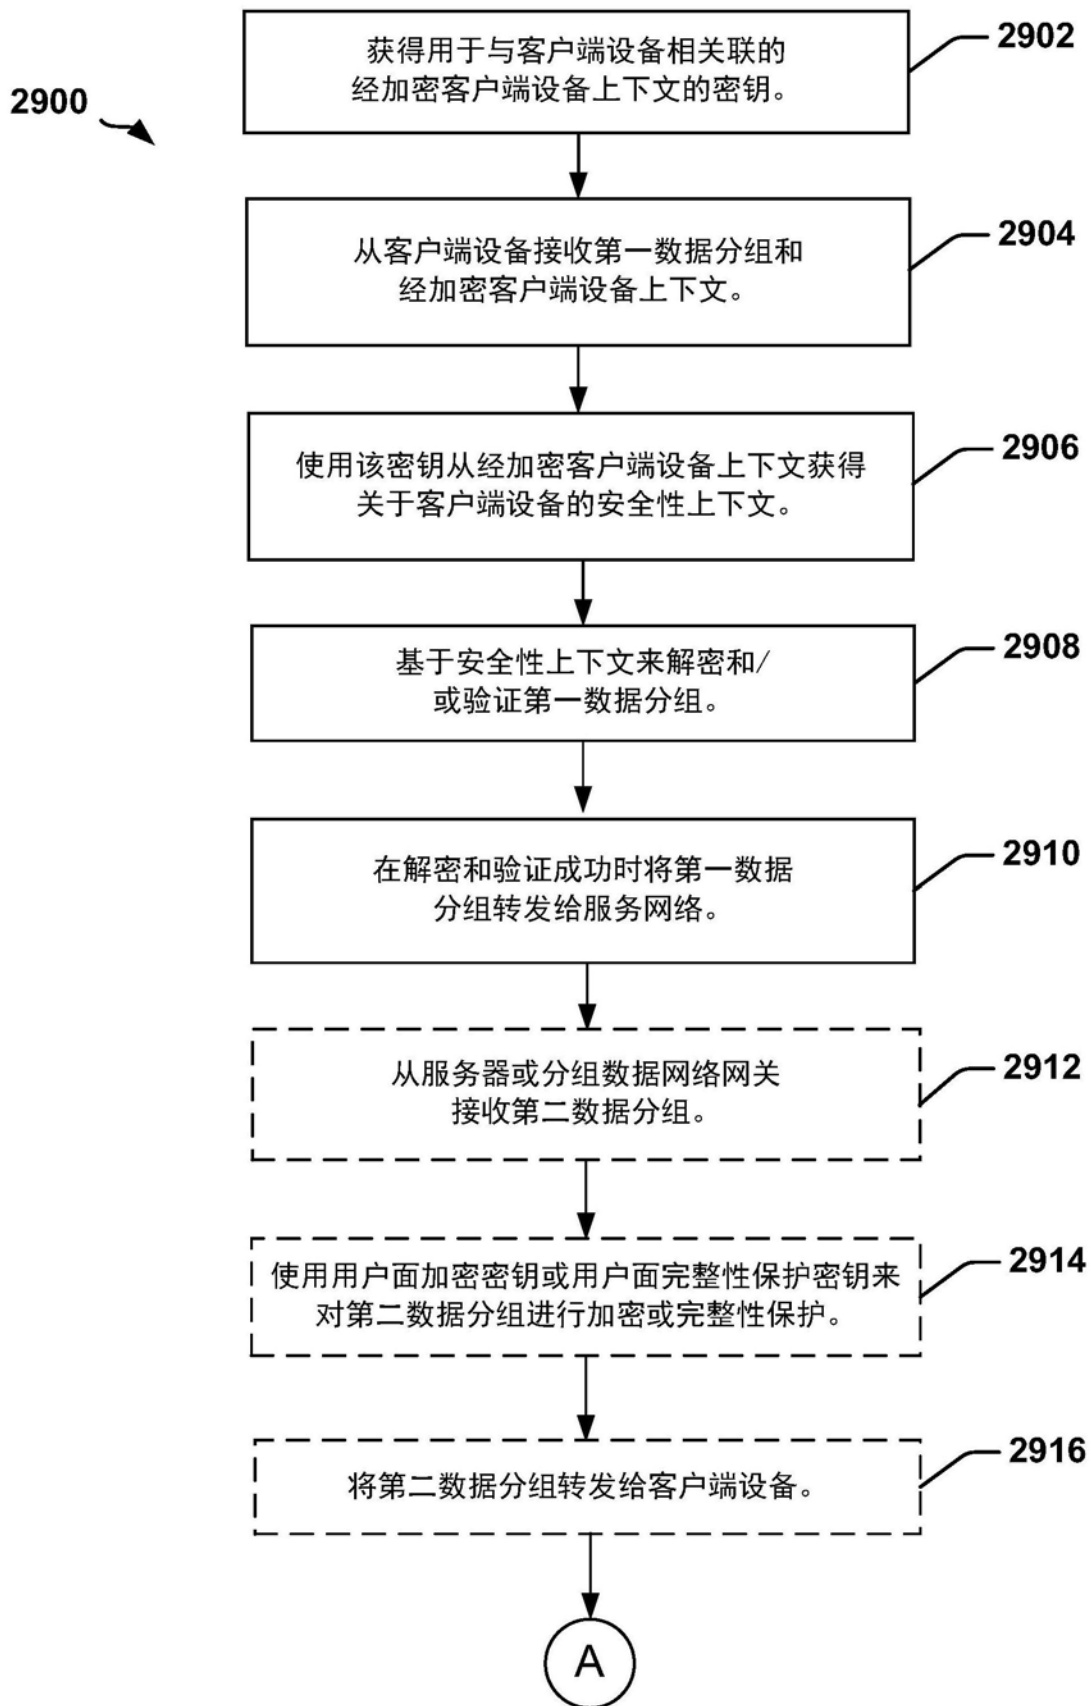 2900
获得用于与客户端设备相关联的
经加密客户端设备上下文的密钥。
2902
从客户端设备接收第一数据分组和
经加密客户端设备上下文。
2904
使用该密钥从经加密客户端设备上下文获得
关于客户端设备的安全性上下文。
2906
基于安全性上下文来解密和/
或验证第一数据分组。
2908
在解密和验证成功时将第一数据
分组转发给服务网络。
2910
从服务器或分组数据网络网关
接收第二数据分组。
2912
使用用户面加密密钥或用户面完整性保护密钥来
对第二数据分组进行加密或完整性保护。
2914
将第二数据分组转发给客户端设备。
2916
A